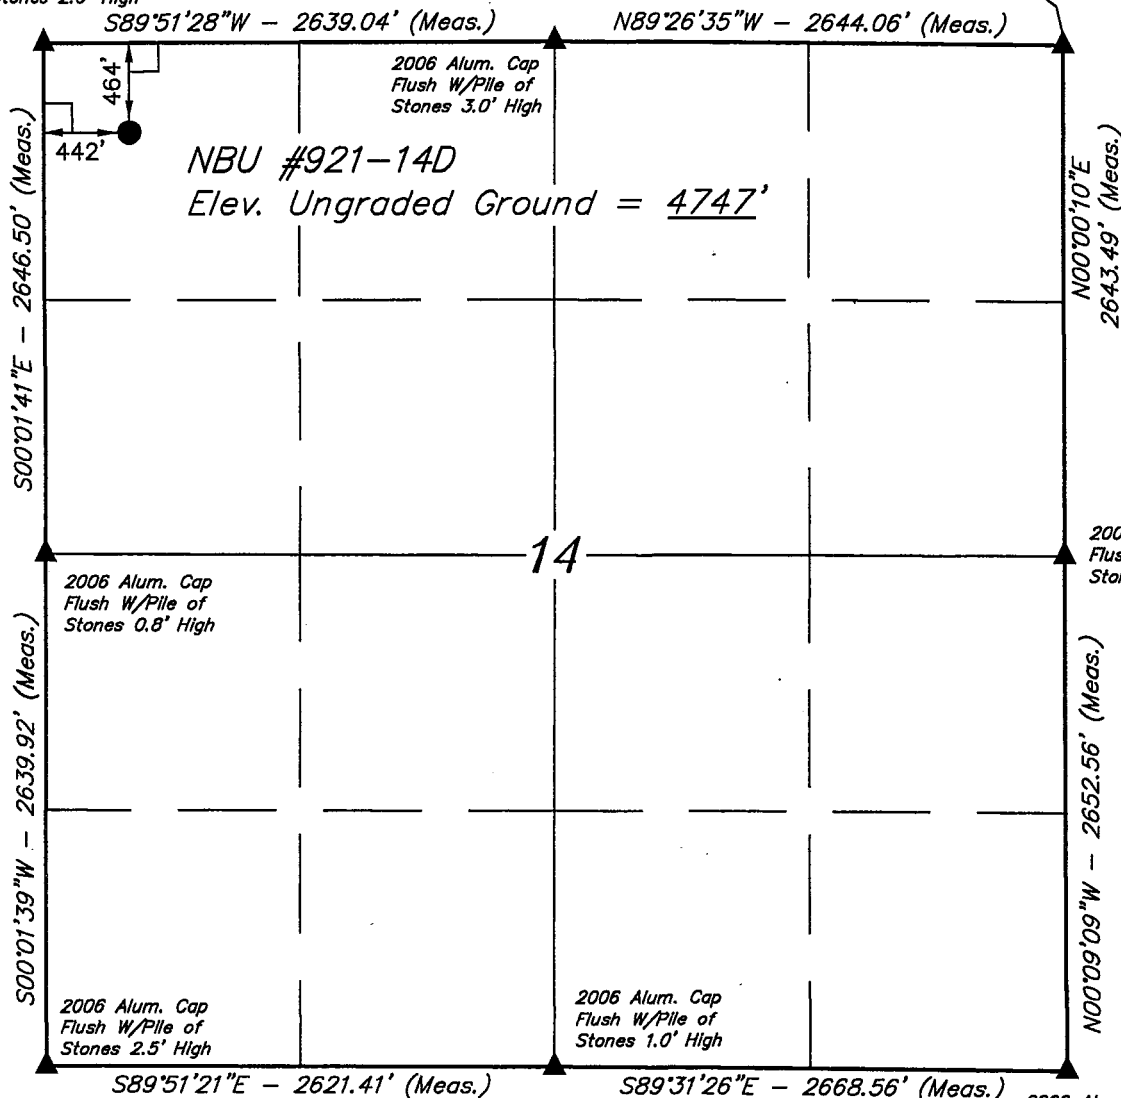 Stones 2.5' High
S89°51'28"W - 2639.04' (Meas.)
N89°26'35"W - 2644.06' (Meas.)
2006 Alum. Cap
Flush W/Pile of
Stones 3.0' High
464'
442'
NBU #921-14D
Elev. Ungraded Ground = 4747'
S00°01'41"E - 2646.50' (Meas.)
N00°00'10"E
2643.49' (Meas.)
14
2006 Alum. Cap
Flush W/Pile of
Stones 0.8' High
S00°01'39"W - 2639.92' (Meas.)
N00°09'09"W - 2652.56' (Meas.)
2006 Alum. Cap
Flush W/Pile of
Stones 2.5' High
2006 Alum. Cap
Flush W/Pile of
Stones 1.0' High
S89°51'21"E - 2621.41' (Meas.)
S89°31'26"E - 2668.56' (Meas.)